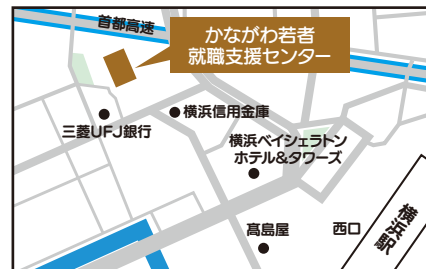 首都高速
かながわ若者
就職支援センター
横浜信用金庫
三菱UFJ銀行
横浜ベイシェラトン
ホテル&タワーズ
髙島屋
西口
横浜駅